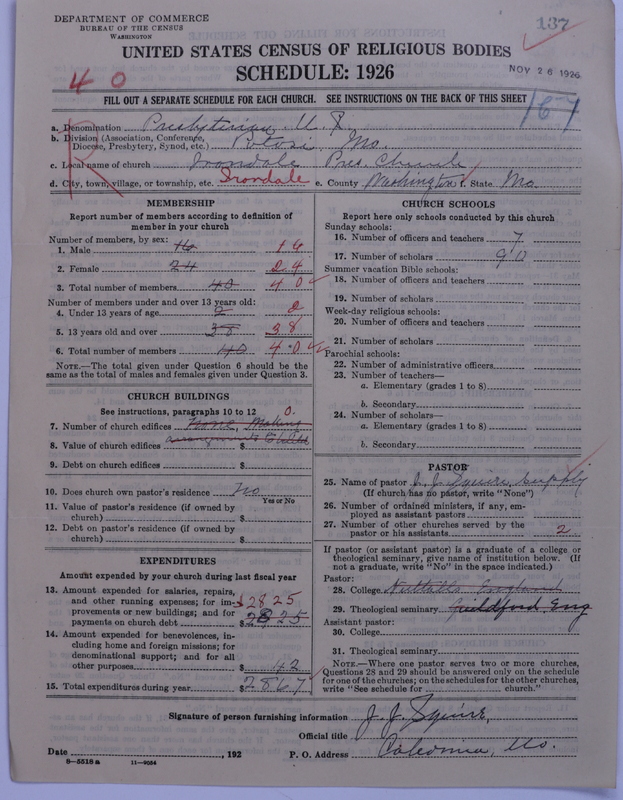 DEPARTMENT OF COMMERCE
BUREAU OF THE CENSUS
WASHINGTON
137
UNITED STATES CENSUS OF RELIGIOUS BODIES
SCHEDULE: 1926
NOV 26 1926
40
FILL OUT A SEPARATE SCHEDULE FOR EACH CHURCH. SEE INSTRUCTIONS ON THE BACK OF THIS SHEET
167
R
a. Denomination Presbyterian U.S.
b. Division (Association, Conference, Diocese, Presbytery, Synod, etc.) Potosi Mo.
c. Local name of church Irondale Pres. Church
d. City, town, village, or township, etc. Irondale e. County Washington f. State Mo.
MEMBERSHIP
Report number of members according to definition of
member in your church
Number of members, by sex:
1. Male 16 16
2. Female 24 24
3. Total number of members 40 40
Number of members under and over 13 years old:
4. Under 13 years of age 2 2
5. 13 years old and over 38 38
6. Total number of members 40 40
NOTE.—The total given under Question 6 should be
same as the total of males and females given under Question 3.
CHURCH BUILDINGS
See instructions, paragraphs 10 to 12 0.
7. Number of church edifices None, Making
8. Value of church edifices arrangements to build $
9. Debt on church edifices $
10. Does church own pastor's residence No
Yes or No
11. Value of pastor's residence (if owned by
church) $
12. Debt on pastor's residence (if owned by
church) $
EXPENDITURES
Amount expended by your church during last fiscal year
13. Amount expended for salaries, repairs,
and other running expenses; for im-
provements or new buildings; and for $2825
payments on church debt $ 2825
14. Amount expended for benevolences, in-
cluding home and foreign missions; for
denominational support; and for all
other purposes $ 42
15. Total expenditures during year $ 2867
CHURCH SCHOOLS
Report here only schools conducted by this church
Sunday schools:
16. Number of officers and teachers 7
17. Number of scholars 90
Summer vacation Bible schools:
18. Number of officers and teachers
19. Number of scholars
Week-day religious schools:
20. Number of officers and teachers
21. Number of scholars
Parochial schools:
22. Number of administrative officers
23. Number of teachers—
a. Elementary (grades 1 to 8)
b. Secondary
24. Number of scholars—
a. Elementary (grades 1 to 8)
b. Secondary
PASTOR
25. Name of pastor J. J. Squire, supply
(If church has no pastor, write "None")
26. Number of ordained ministers, if any, em-
ployed as assistant pastors
27. Number of other churches served by the
pastor or his assistants 2
If pastor (or assistant pastor) is a graduate of a college or
theological seminary, give name of institution below. (If
not a graduate, write "No" in the space indicated.)
Pastor:
28. College England
29. Theological seminary Guildford Eng
Assistant pastor:
30. College
31. Theological seminary
NOTE.—Where one pastor serves two or more churches,
Questions 28 and 29 should be answered only on the schedule
for one of the churches; on the schedules for the other churches,
write "See schedule for church."
Signature of person furnishing information J. J. Squire,
Official title
Date , 192 P. O. Address Caledonia, Mo.
8—5518 a 11—9054